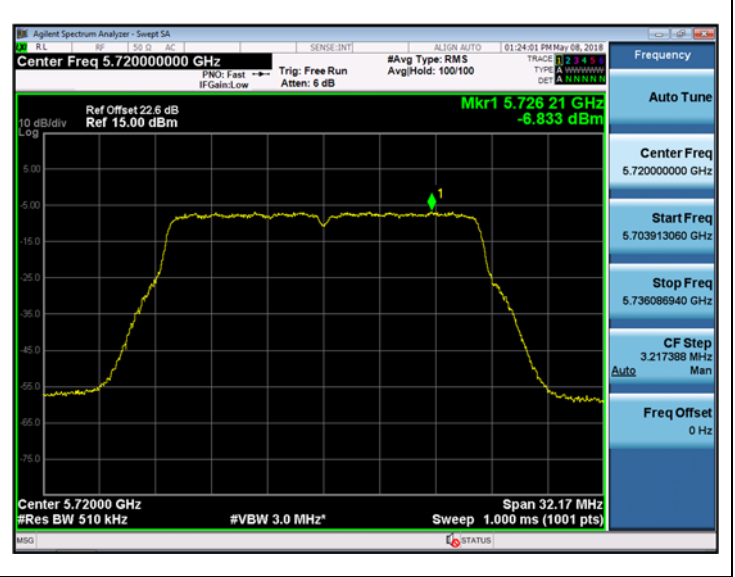 Agilent Spectrum Analyzer - Swept SA
RL RF 50 Ω AC SENSE:INT ALIGN AUTO 01:24:01 PM May 08, 2018
Center Freq 5.720000000 GHz #Avg Type: RMS TRACE 1 2 3 4 5 6
PNO: Fast Trig: Free Run Avg|Hold: 100/100 TYPE A WWWWW
IFGain:Low Atten: 6 dB DET A N N N N N
Mkr1 5.726 21 GHz
Ref Offset 22.6 dB
10 dB/div Ref 15.00 dBm -6.833 dBm
Log
5.00
1
-5.00
-15.0
-25.0
-35.0
-45.0
-55.0
-65.0
-75.0
Center 5.72000 GHz Span 32.17 MHz
#Res BW 510 kHz #VBW 3.0 MHz* Sweep 1.000 ms (1001 pts)
MSG STATUS
Frequency
Auto Tune
Center Freq
5.720000000 GHz
Start Freq
5.703913060 GHz
Stop Freq
5.736086940 GHz
CF Step
3.217388 MHz
Auto Man
Freq Offset
0 Hz